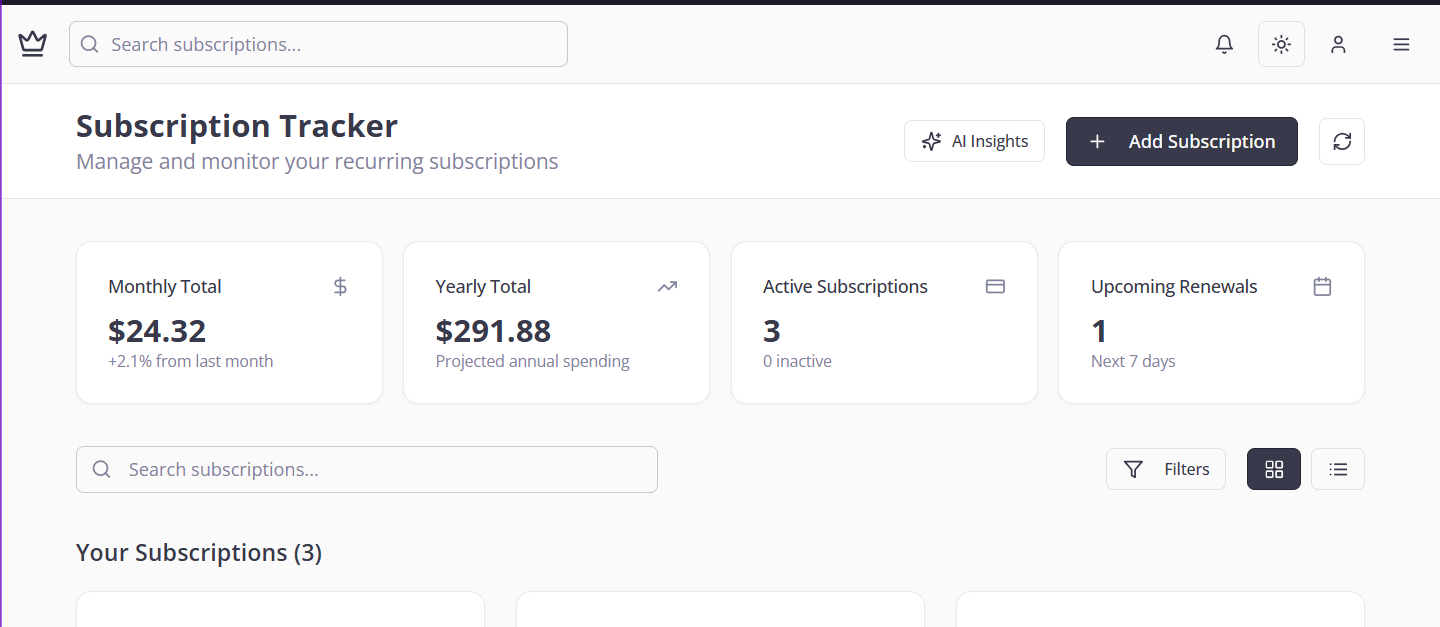 Search subscriptions...
Subscription Tracker
Manage and monitor your recurring subscriptions
AI Insights
Add Subscription
Monthly Total
$24.32
+2.1% from last month
Yearly Total
$291.88
Projected annual spending
Active Subscriptions
3
0 inactive
Upcoming Renewals
1
Next 7 days
Search subscriptions...
Filters
Your Subscriptions (3)